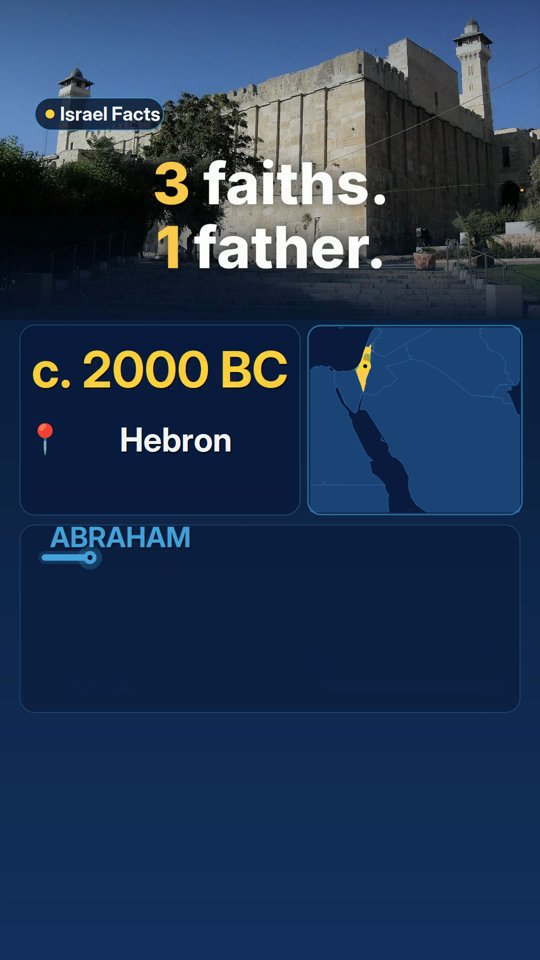 Israel Facts
3 faiths.
1 father.
c. 2000 BC
Hebron
ABRAHAM